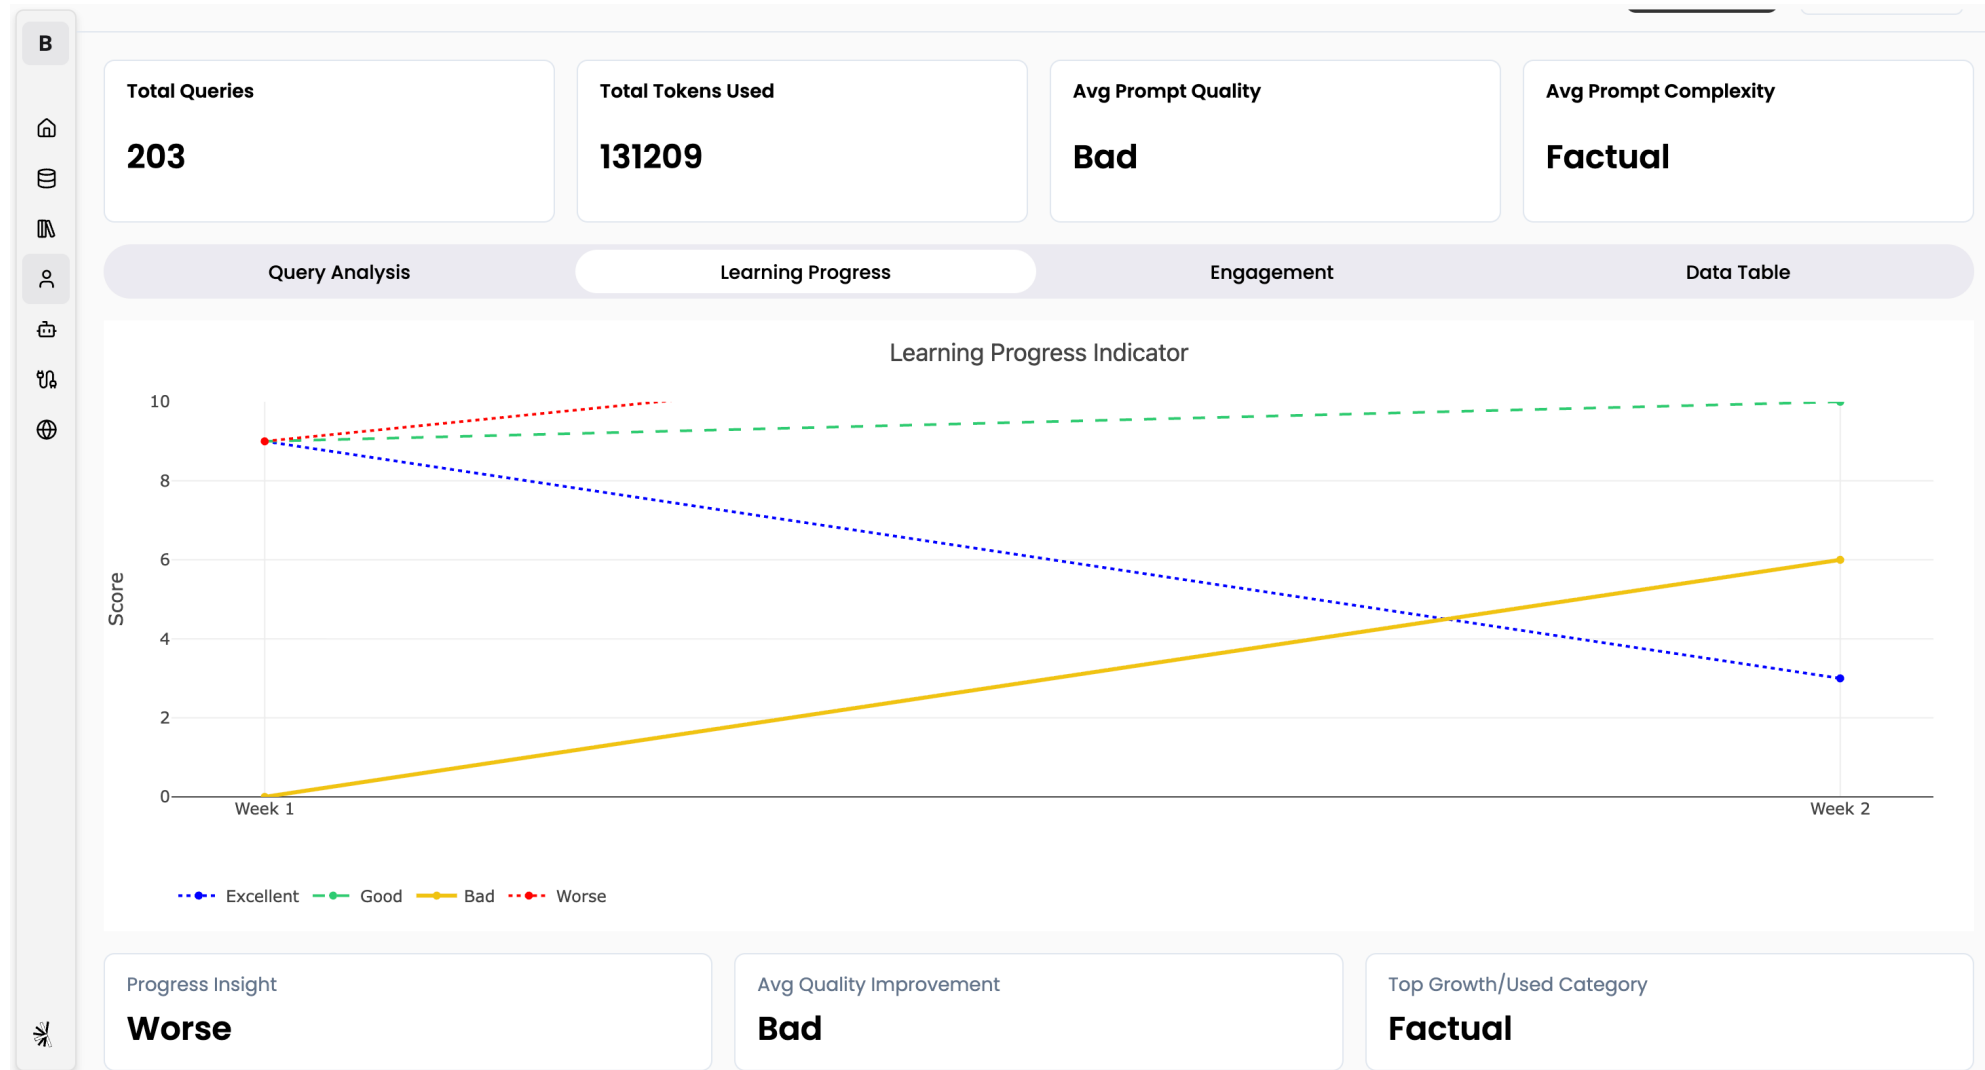 B
Total Queries
203
Total Tokens Used
131209
Avg Prompt Quality
Bad
Avg Prompt Complexity
Factual
Query Analysis
Learning Progress
Engagement
Data Table
Learning Progress Indicator
10
8
6
4
2
0
Score
Week 1
Week 2
Excellent
Good
Bad
Worse
Progress Insight
Worse
Avg Quality Improvement
Bad
Top Growth/Used Category
Factual